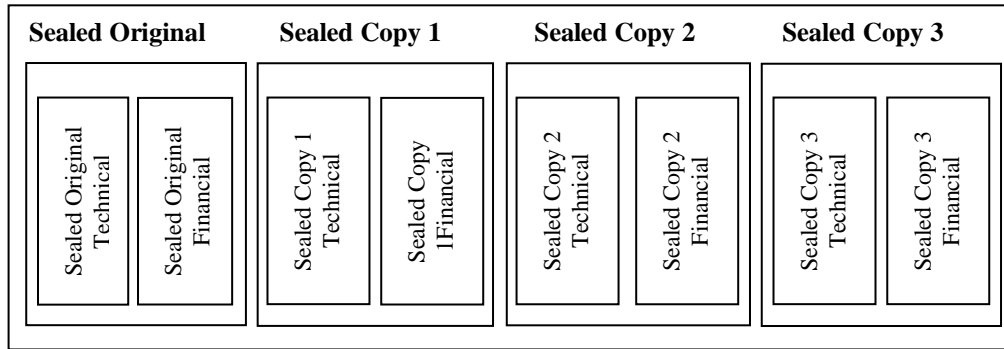 Sealed Original
Sealed Copy 1
Sealed Copy 2
Sealed Copy 3
Sealed Original
Technical
Sealed Original
Financial
Sealed Copy 1
Technical
Sealed Copy
1Financial
Sealed Copy 2
Technical
Sealed Copy 2
Financial
Sealed Copy 3
Technical
Sealed Copy 3
Financial